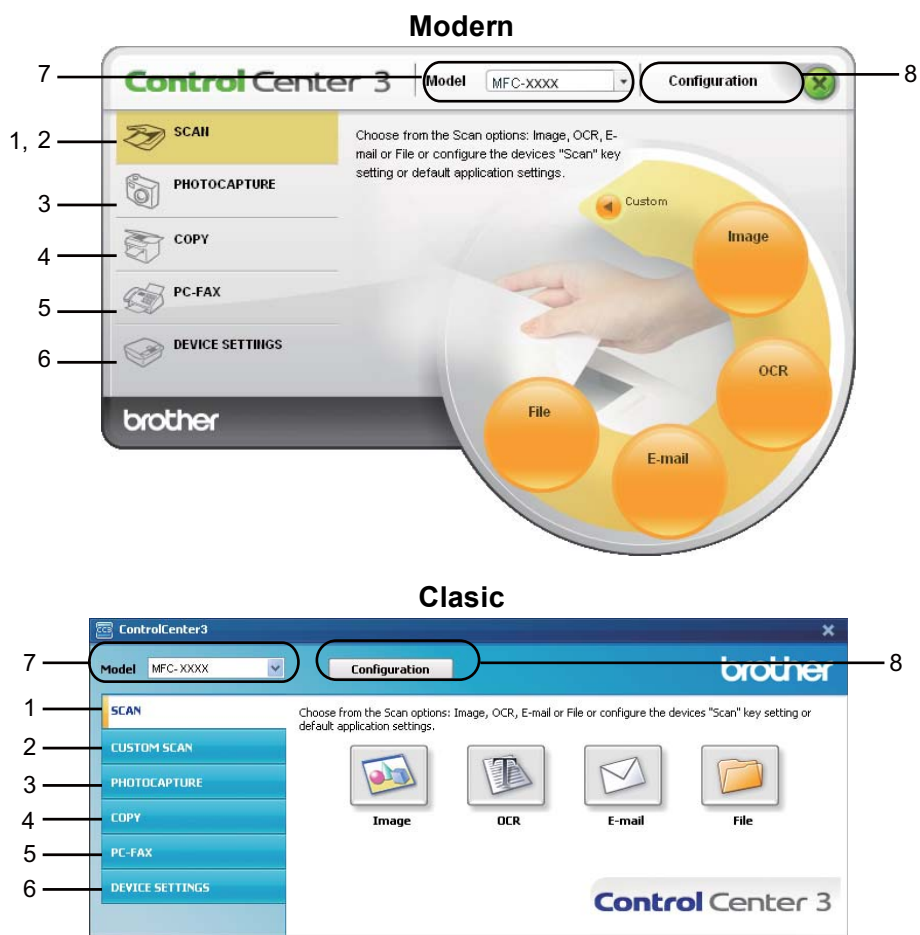 Modern
7
Control Center 3
Model
MFC-XXXX
Configuration
8
1, 2
SCAN
Choose from the Scan options: Image, OCR, E-
mail or File or configure the devices "Scan" key
setting or default application settings.
3
PHOTOCAPTURE
Custom
4
COPY
Image
5
PC-FAX
6
DEVICE SETTINGS
OCR
File
E-mail
brother
Clasic
ControlCenter3
7
Model
MFC- XXXX
Configuration
8
brother
1
SCAN
Choose from the Scan options: Image, OCR, E-mail or File or configure the devices "Scan" key setting or
default application settings.
2
CUSTOM SCAN
3
PHOTOCAPTURE
4
COPY
Image
OCR
E-mail
File
5
PC-FAX
6
DEVICE SETTINGS
Control Center 3